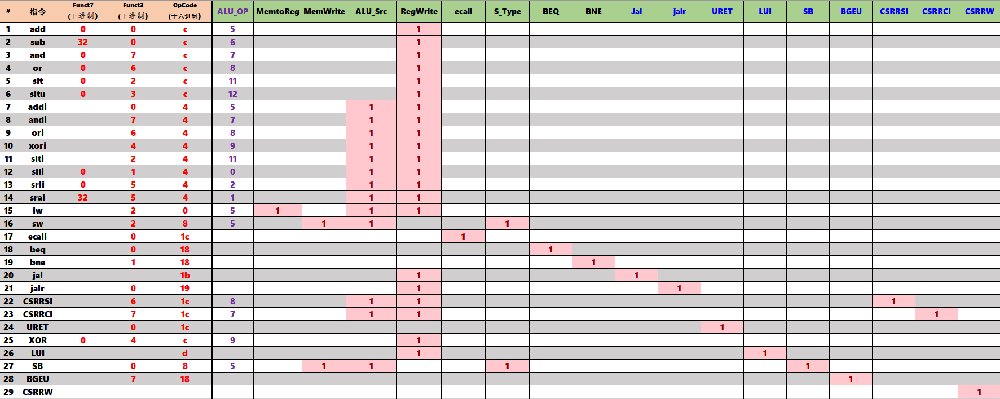 # 指令 Funct7 (十进制) Funct3 (十进制) OpCode (十六进制) ALU_OP MemtoReg MemWrite ALU_Src RegWrite ecall S_Type BEQ BNE Jal jalr URET LUI SB BGEU CSRRSI CSRRCI CSRRW
1 add 0 0 c 5 1
2 sub 32 0 c 6 1
3 and 0 7 c 7 1
4 or 0 6 c 8 1
5 slt 0 2 c 11 1
6 sltu 0 3 c 12 1
7 addi 0 4 5 1 1
8 andi 7 4 7 1 1
9 ori 6 4 8 1 1
10 xori 4 4 9 1 1
11 slti 2 4 11 1 1
12 slli 0 1 4 0 1 1
13 srli 0 5 4 2 1 1
14 srai 32 5 4 1 1 1
15 lw 2 0 5 1 1 1
16 sw 2 8 5 1 1 1
17 ecall 0 1c 1
18 beq 0 18 1
19 bne 1 18 1
20 jal 1b 1 1
21 jalr 0 19 1 1
22 CSRRSI 6 1c 8 1 1 1
23 CSRRCI 7 1c 7 1 1 1
24 URET 0 1c 1
25 XOR 0 4 c 9 1
26 LUI d 1 1
27 SB 0 8 5 1 1 1 1
28 BGEU 7 18 1
29 CSRRW 1